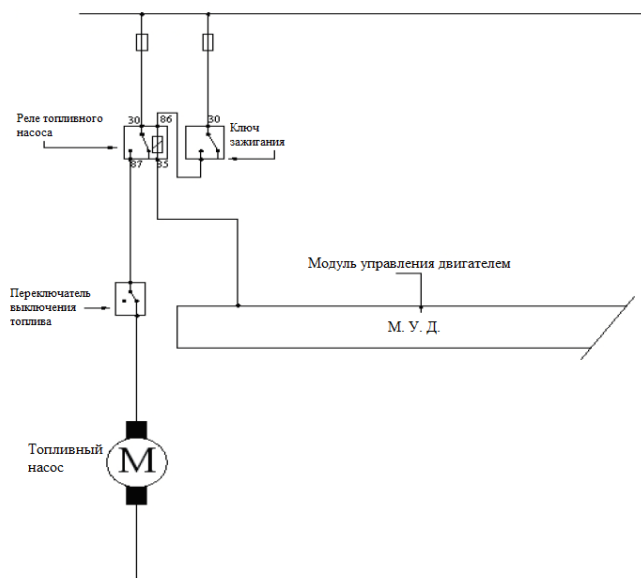 30
86
30
Реле топливного
насоса
Ключ
зажигания
87
85
Модуль управления двигателем
Переключатель
выключения
топлива
М. У. Д.
Топливный
насос
М